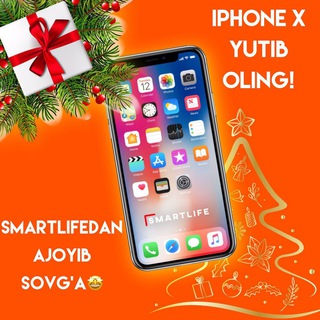 IPHONE X
YUTIB
OLING!
SMARTLIFE
SMARTLIFEDAN
AJOYIB
SOVG'A🤩